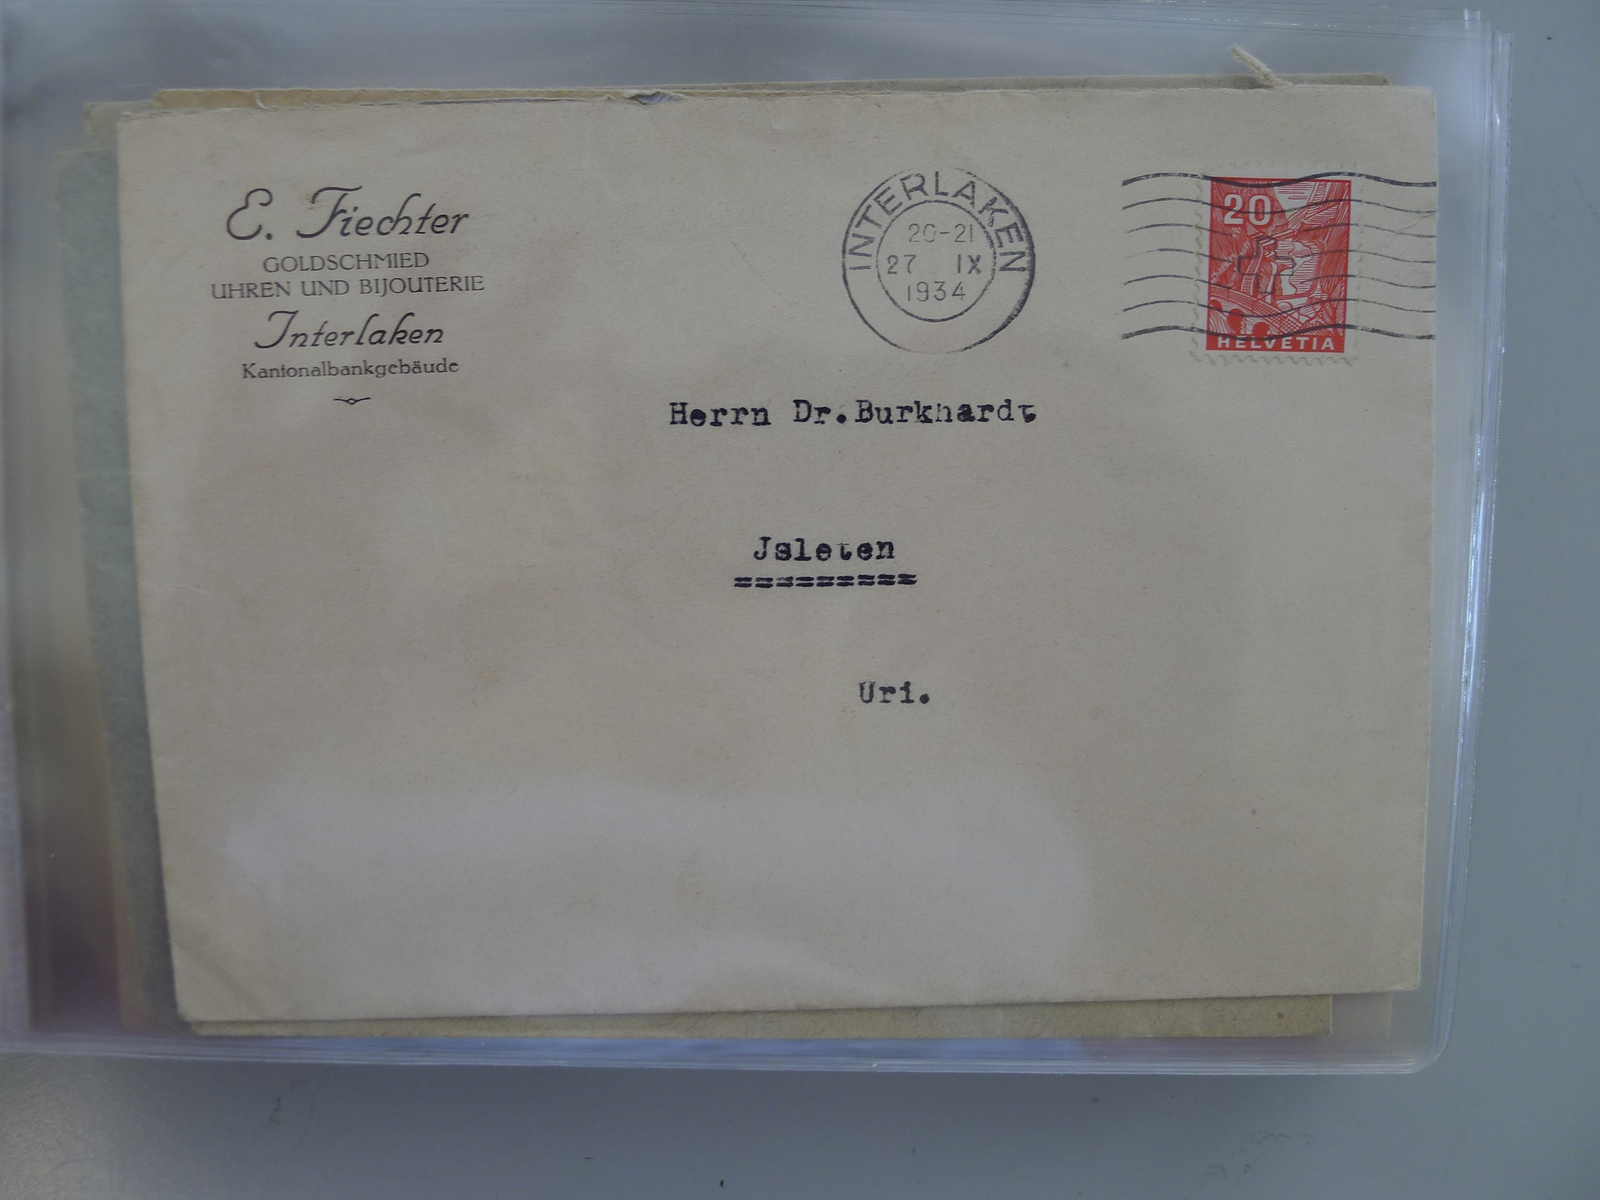 E. Fiechter
GOLDSCHMIED
UHREN UND BIJOUTERIE
Interlaken
Kantonalbankgebäude
INTERLAKEN
20-21
27 IX
1934
20
HELVETIA
Herrn Dr.Burkhardt
Jsleten
=========
Uri.